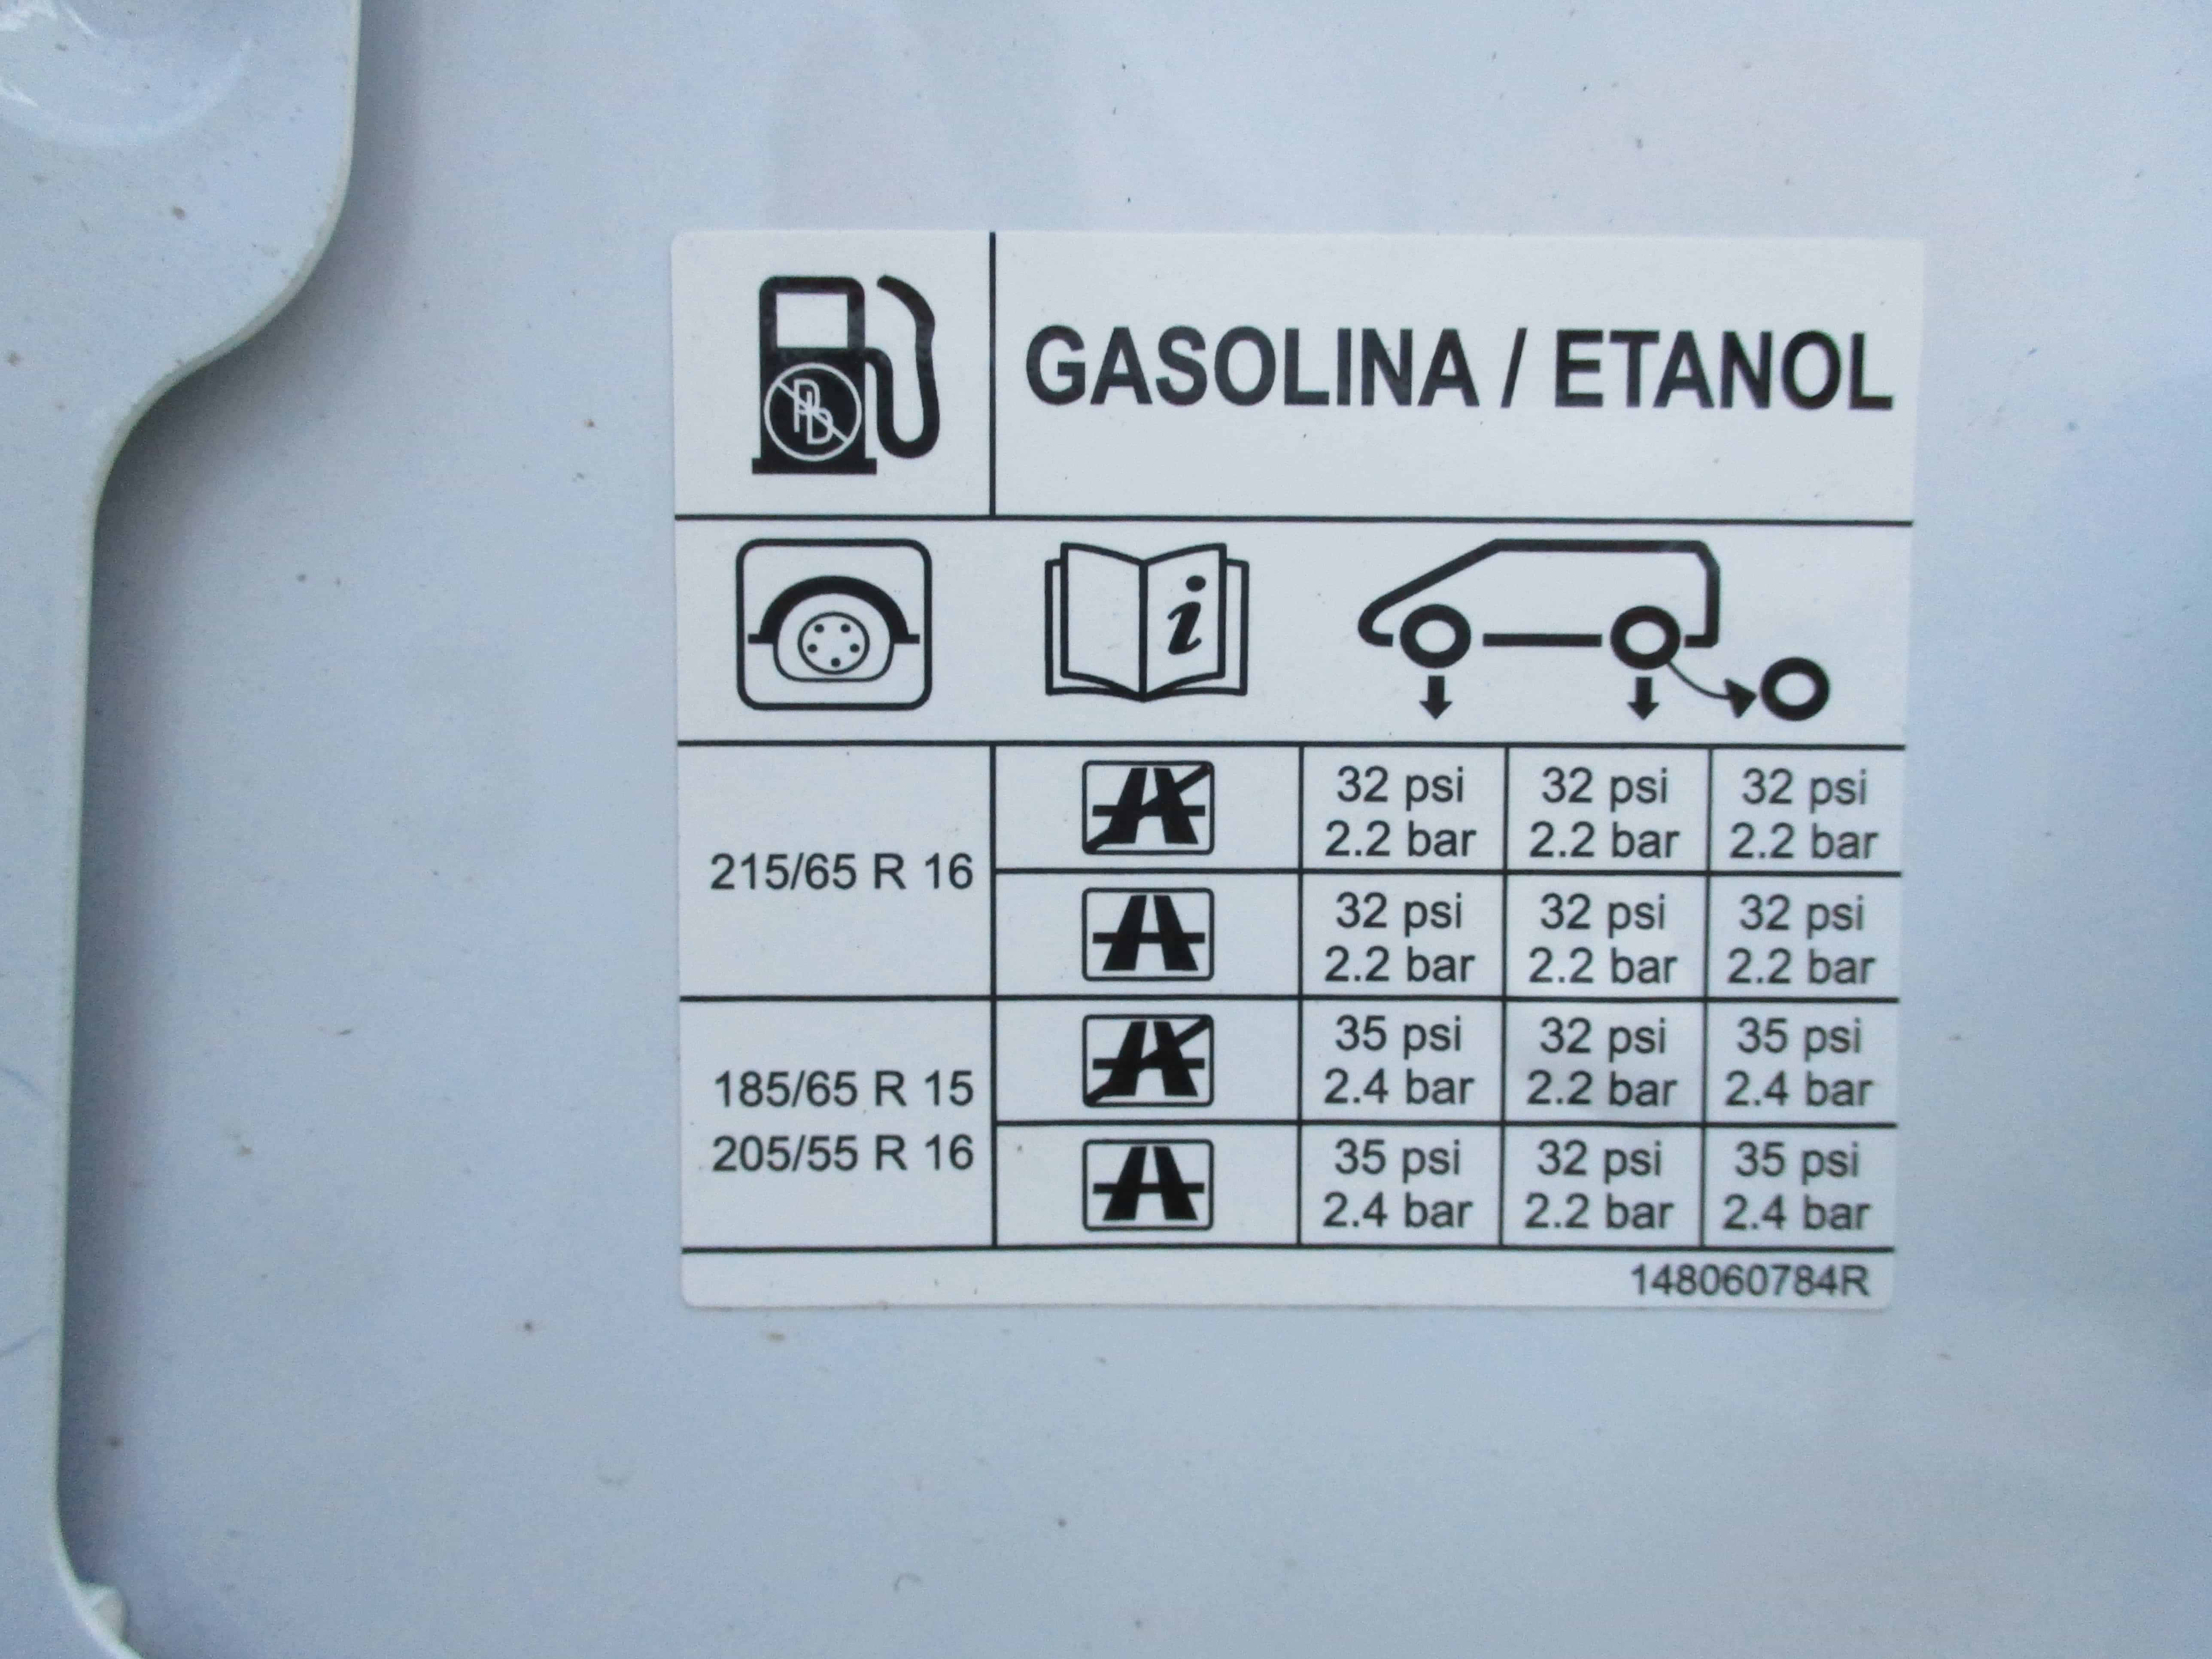 PB
GASOLINA / ETANOL
i
215/65 R 16
32 psi 32 psi 32 psi
2.2 bar 2.2 bar 2.2 bar
32 psi 32 psi 32 psi
2.2 bar 2.2 bar 2.2 bar
185/65 R 15
205/55 R 16
35 psi 32 psi 35 psi
2.4 bar 2.2 bar 2.4 bar
35 psi 32 psi 35 psi
2.4 bar 2.2 bar 2.4 bar
148060784R